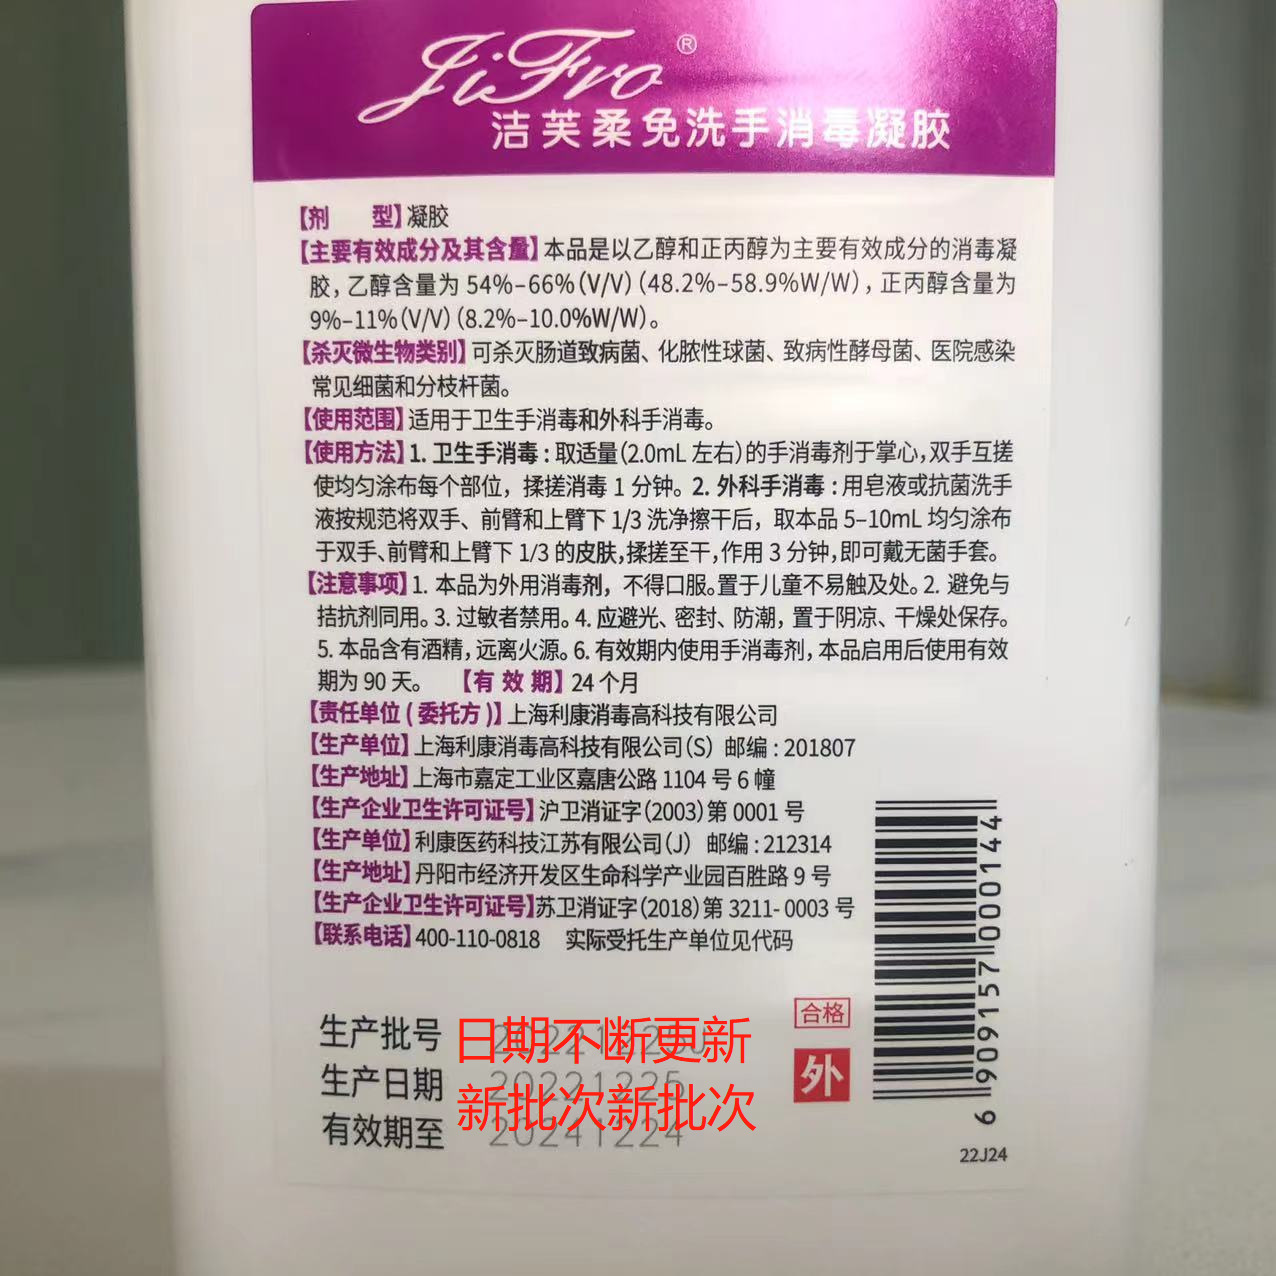 JiFro®
洁芙柔免洗手消毒凝胶
【剂 型】凝胶
【主要有效成分及其含量】本品是以乙醇和正丙醇为主要有效成分的消毒凝
胶，乙醇含量为 54%-66%(V/V)(48.2%-58.9%W/W)，正丙醇含量为
9%-11%(V/V)(8.2%-10.0%W/W)。
【杀灭微生物类别】可杀灭肠道致病菌、化脓性球菌、致病性酵母菌、医院感染
常见细菌和分枝杆菌。
【使用范围】适用于卫生手消毒和外科手消毒。
【使用方法】1. 卫生手消毒：取适量(2.0mL 左右)的手消毒剂于掌心，双手互搓
使均匀涂布每个部位，揉搓消毒 1 分钟。2. 外科手消毒：用皂液或抗菌洗手
液按规范将双手、前臂和上臂下 1/3 洗净擦干后，取本品 5-10mL 均匀涂布
于双手、前臂和上臂下 1/3 的皮肤，揉搓至干，作用 3 分钟，即可戴无菌手套。
【注意事项】1. 本品为外用消毒剂，不得口服。置于儿童不易触及处。2. 避免与
拮抗剂同用。3. 过敏者禁用。4. 应避光、密封、防潮，置于阴凉、干燥处保存。
5. 本品含有酒精，远离火源。6. 有效期内使用手消毒剂，本品启用后使用有效
期为 90 天。 【有 效 期】24 个月
【责任单位(委托方)】上海利康消毒高科技有限公司
【生产单位】上海利康消毒高科技有限公司(S) 邮编：201807
【生产地址】上海市嘉定工业区嘉唐公路 1104 号 6 幢
【生产企业卫生许可证号】沪卫消证字(2003)第 0001 号
【生产单位】利康医药科技江苏有限公司(J) 邮编：212314
【生产地址】丹阳市经济开发区生命科学产业园百胜路 9 号
【生产企业卫生许可证号】苏卫消证字(2018)第 3211-0003 号
【联系电话】400-110-0818 实际受托生产单位见代码
生产批号
生产日期 20221225
有效期至 20241224
日期不断更新
新批次新批次
合格
外
6 909157 000144
22J24